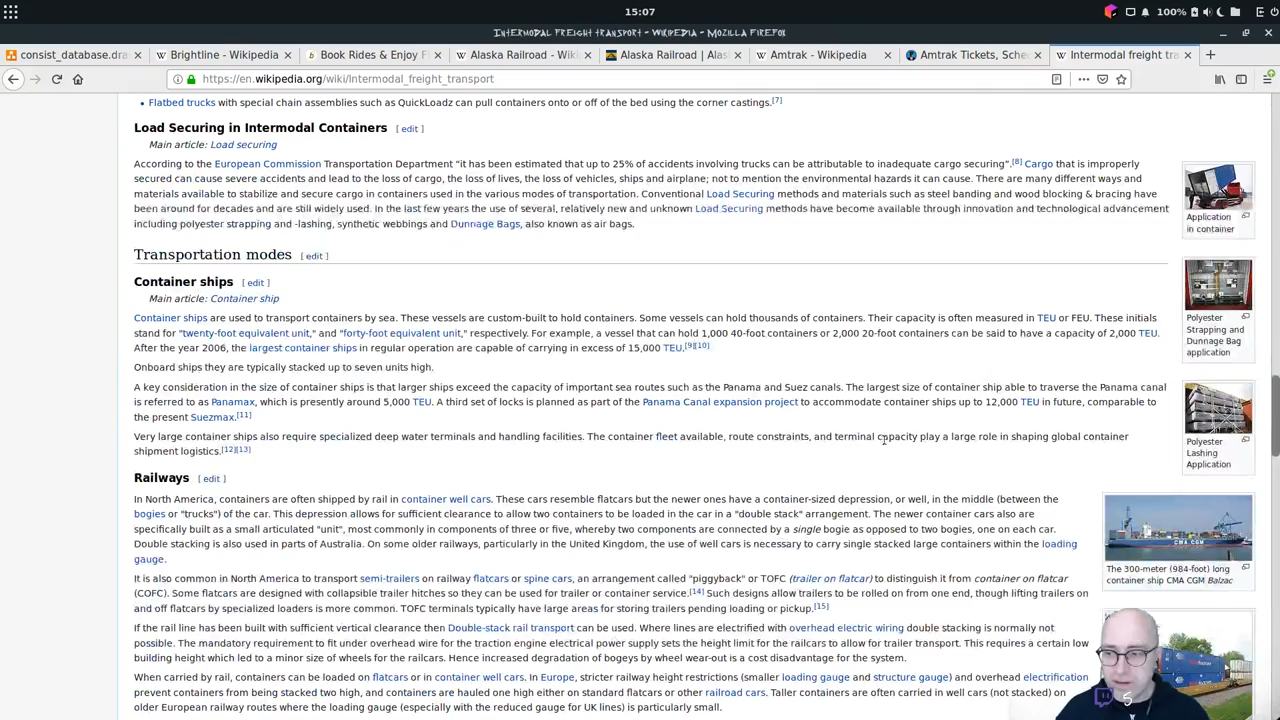 15:07
100%
Intermodal freight transport - Wikipedia - Mozilla Firefox
consist_database.dra
Brightline - Wikipedia
Book Rides & Enjoy F
Alaska Railroad - Wiki
Alaska Railroad | Alas
Amtrak - Wikipedia
Amtrak Tickets, Sche
Intermodal freight tra
https://en.wikipedia.org/wiki/Intermodal_freight_transport
• Flatbed trucks with special chain assemblies such as QuickLoadz can pull containers onto or off of the bed using the corner castings.[7]
Load Securing in Intermodal Containers [ edit ]
Main article: Load securing
According to the European Commission Transportation Department "it has been estimated that up to 25% of accidents involving trucks can be attributable to inadequate cargo securing".[8] Cargo that is improperly
secured can cause severe accidents and lead to the loss of cargo, the loss of lives, the loss of vehicles, ships and airplane; not to mention the environmental hazards it can cause. There are many different ways and
materials available to stabilize and secure cargo in containers used in the various modes of transportation. Conventional Load Securing methods and materials such as steel banding and wood blocking & bracing have
been around for decades and are still widely used. In the last few years the use of several, relatively new and unknown Load Securing methods have become available through innovation and technological advancement
including polyester strapping and -lashing, synthetic webbings and Dunnage Bags, also known as air bags.
Application
in container
Transportation modes [ edit ]
Container ships [ edit ]
Main article: Container ship
Container ships are used to transport containers by sea. These vessels are custom-built to hold containers. Some vessels can hold thousands of containers. Their capacity is often measured in TEU or FEU. These initials
stand for "twenty-foot equivalent unit," and "forty-foot equivalent unit," respectively. For example, a vessel that can hold 1,000 40-foot containers or 2,000 20-foot containers can be said to have a capacity of 2,000 TEU.
After the year 2006, the largest container ships in regular operation are capable of carrying in excess of 15,000 TEU.[9][10]
Polyester
Strapping and
Dunnage Bag
application
Onboard ships they are typically stacked up to seven units high.
A key consideration in the size of container ships is that larger ships exceed the capacity of important sea routes such as the Panama and Suez canals. The largest size of container ship able to traverse the Panama canal
is referred to as Panamax, which is presently around 5,000 TEU. A third set of locks is planned as part of the Panama Canal expansion project to accommodate container ships up to 12,000 TEU in future, comparable to
the present Suezmax.[11]
Very large container ships also require specialized deep water terminals and handling facilities. The container fleet available, route constraints, and terminal capacity play a large role in shaping global container
shipment logistics.[12][13]
Polyester
Lashing
Application
Railways [ edit ]
In North America, containers are often shipped by rail in container well cars. These cars resemble flatcars but the newer ones have a container-sized depression, or well, in the middle (between the
bogies or "trucks") of the car. This depression allows for sufficient clearance to allow two containers to be loaded in the car in a "double stack" arrangement. The newer container cars also are
specifically built as a small articulated "unit", most commonly in components of three or five, whereby two components are connected by a single bogie as opposed to two bogies, one on each car.
Double stacking is also used in parts of Australia. On some older railways, particularly in the United Kingdom, the use of well cars is necessary to carry single stacked large containers within the loading
gauge.
CMA CGM
The 300-meter (984-foot) long
container ship CMA CGM Balzac
It is also common in North America to transport semi-trailers on railway flatcars or spine cars, an arrangement called "piggyback" or TOFC (trailer on flatcar) to distinguish it from container on flatcar
(COFC). Some flatcars are designed with collapsible trailer hitches so they can be used for trailer or container service.[14] Such designs allow trailers to be rolled on from one end, though lifting trailers on
and off flatcars by specialized loaders is more common. TOFC terminals typically have large areas for storing trailers pending loading or pickup.[15]
If the rail line has been built with sufficient vertical clearance then Double-stack rail transport can be used. Where lines are electrified with overhead electric wiring double stacking is normally not
possible. The mandatory requirement to fit under overhead wire for the traction engine electrical power supply sets the height limit for the railcars to allow for trailer transport. This requires a certain low
building height which led to a minor size of wheels for the railcars. Hence increased degradation of bogeys by wheel wear-out is a cost disadvantage for the system.
When carried by rail, containers can be loaded on flatcars or in container well cars. In Europe, stricter railway height restrictions (smaller loading gauge and structure gauge) and overhead electrification
prevent containers from being stacked two high, and containers are hauled one high either on standard flatcars or other railroad cars. Taller containers are often carried in well cars (not stacked) on
older European railway routes where the loading gauge (especially with the reduced gauge for UK lines) is particularly small.